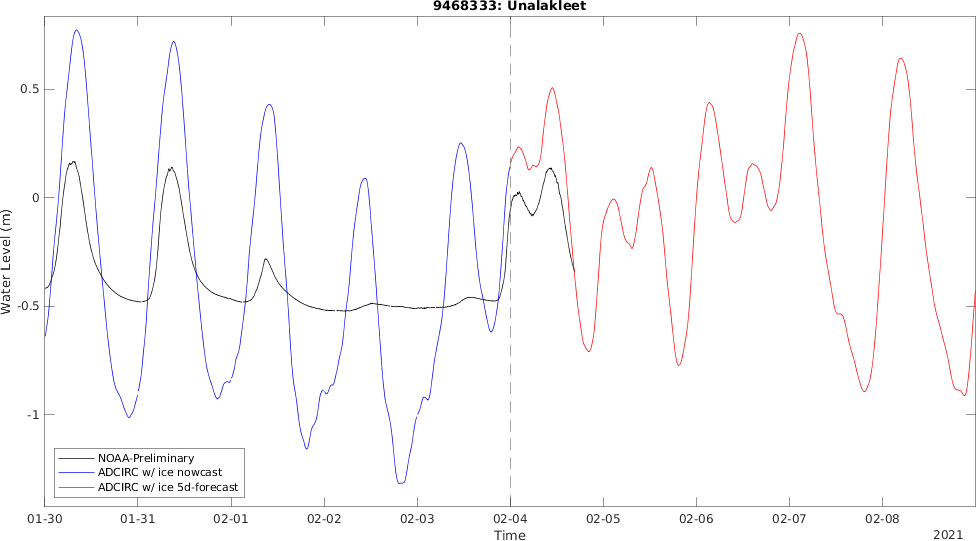 9468333: Unalakleet
Water Level (m)
0.5
0
-0.5
-1
NOAA-Preliminary
ADCIRC w/ ice nowcast
ADCIRC w/ ice 5d-forecast
01-30 01-31 02-01 02-02 02-03 02-04 02-05 02-06 02-07 02-08
Time
2021